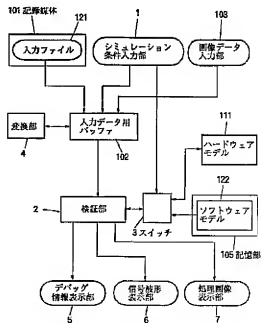 101 記録媒体
121
入力ファイル
1
シミュレーション
条件入力部
103
画像データ
入力部
変換部
4
入力データ用
バッファ
102
111
ハードウェア
モデル
2
検証部
3 スイッチ
122
ソフトウェア
モデル
105 記憶部
デバッグ
情報表示部
5
信号波形
表示部
6
処理画像
表示部
7